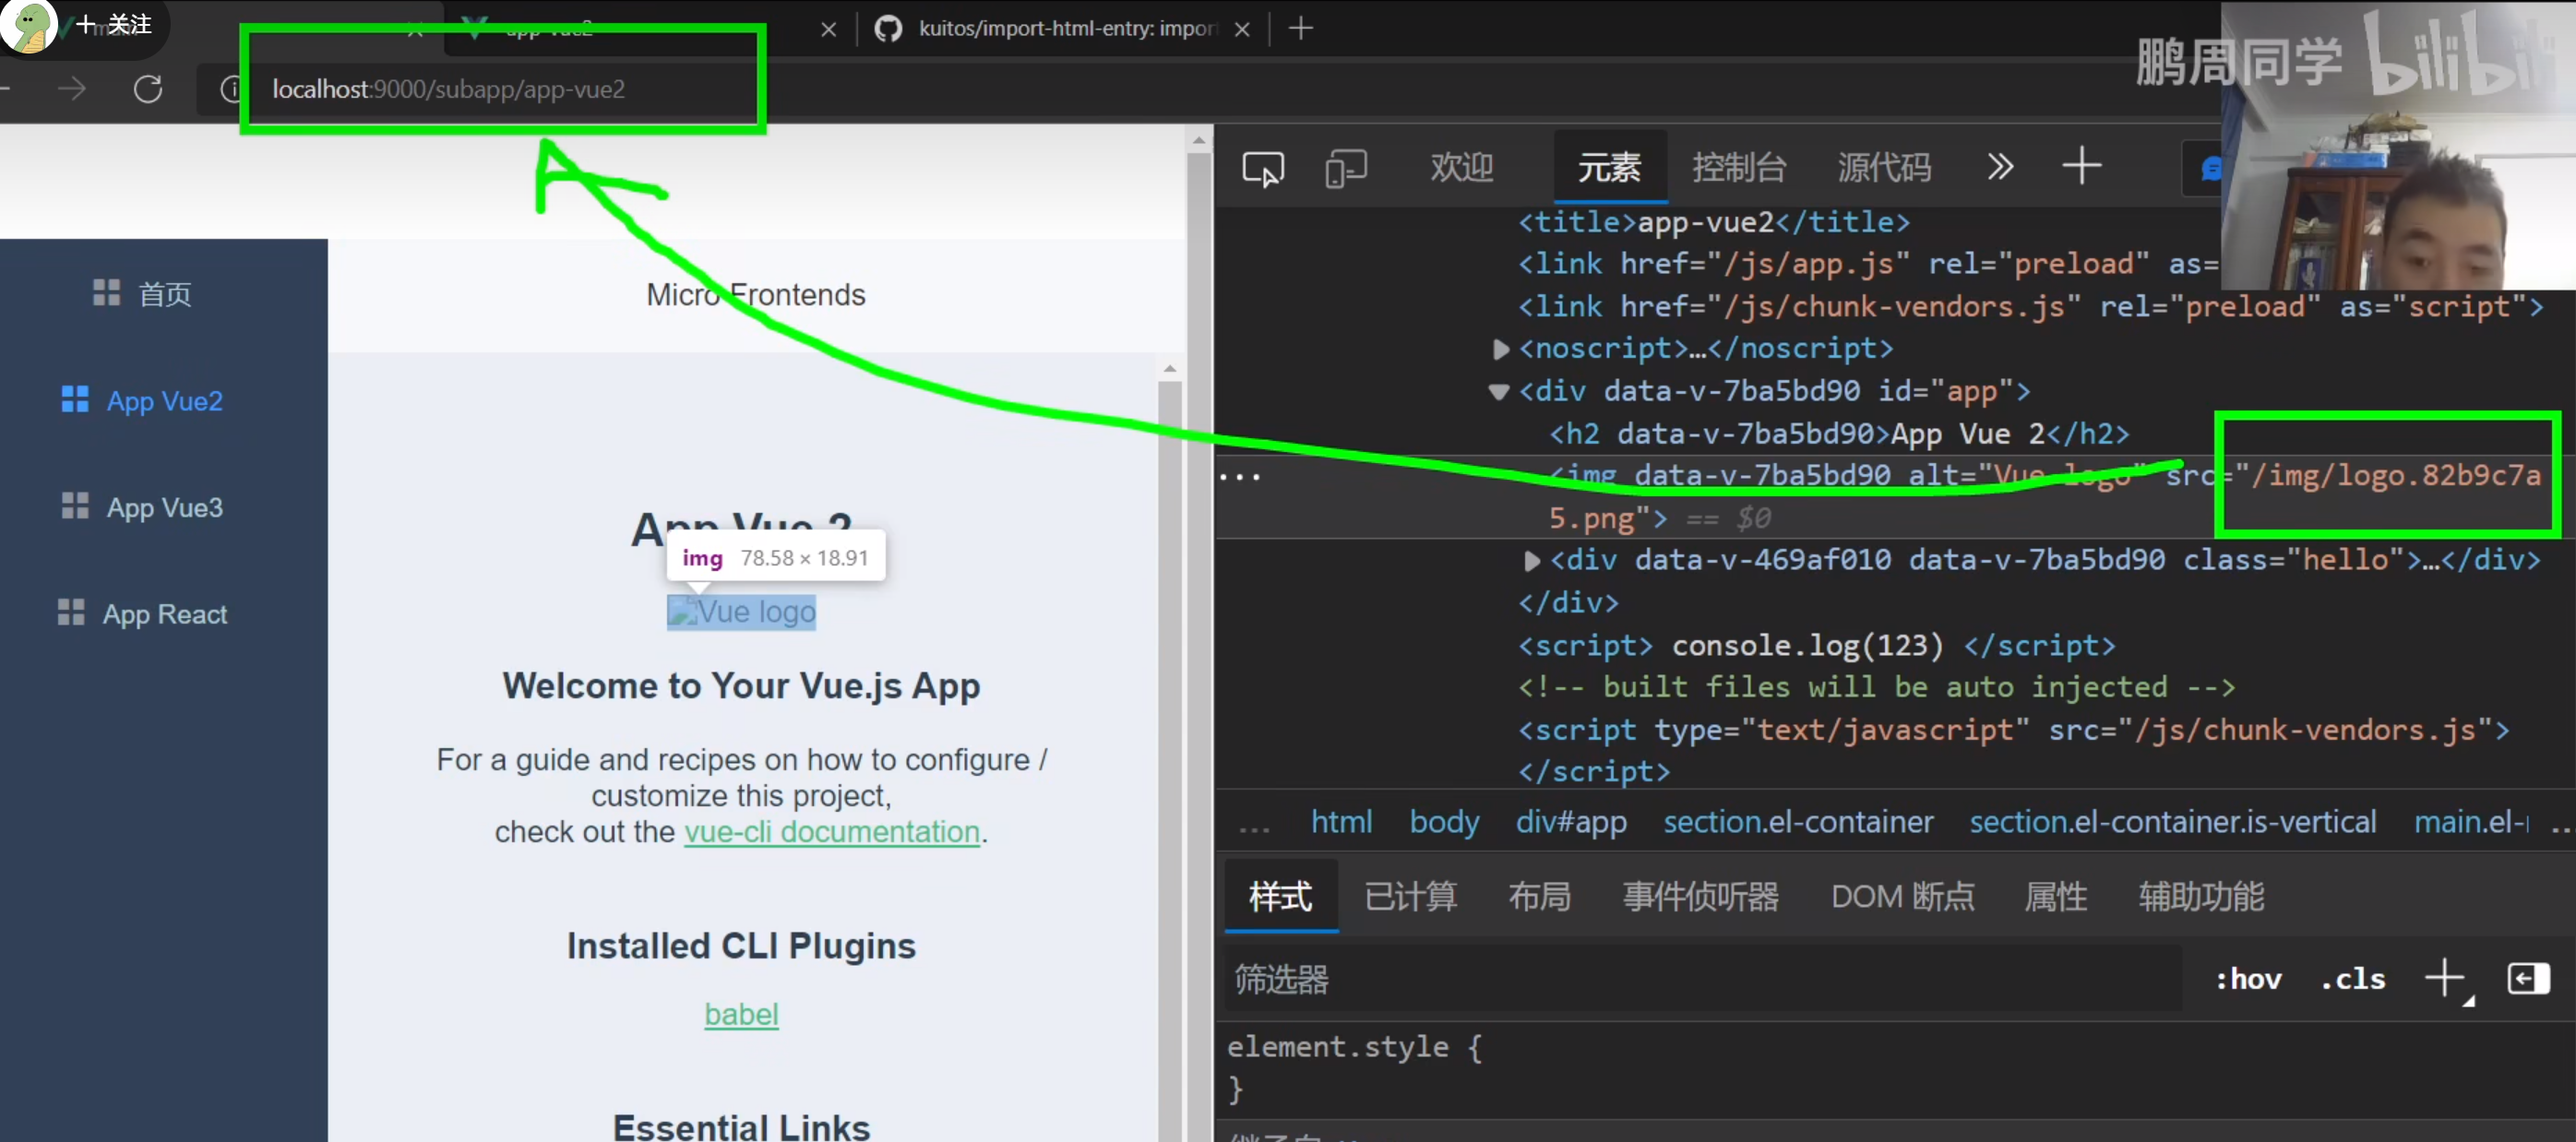 + 关注
main
app-vue2
kuitos/import-html-entry: impor
localhost:9000/subapp/app-vue2
鹏周同学
bilibili
首页
App Vue2
App Vue3
App React
Micro Frontends
App Vue 2
img 78.58 × 18.91
Vue logo
Welcome to Your Vue.js App
For a guide and recipes on how to configure /
customize this project,
check out the vue-cli documentation.
Installed CLI Plugins
babel
Essential Links
欢迎 元素 控制台 源代码
<title>app-vue2</title>
<link href="/js/app.js" rel="preload" as=
<link href="/js/chunk-vendors.js" rel="preload" as="script">
<noscript>…</noscript>
<div data-v-7ba5bd90 id="app">
<h2 data-v-7ba5bd90>App Vue 2</h2>
<img data-v-7ba5bd90 alt="Vue logo" src="/img/logo.82b9c7a
5.png"> == $0
<div data-v-469af010 data-v-7ba5bd90 class="hello">…</div>
</div>
<script> console.log(123) </script>
<!-- built files will be auto injected -->
<script type="text/javascript" src="/js/chunk-vendors.js">
</script>
... html body div#app section.el-container section.el-container.is-vertical main.el-
样式 已计算 布局 事件侦听器 DOM 断点 属性 辅助功能
筛选器 :hov .cls
element.style {
}